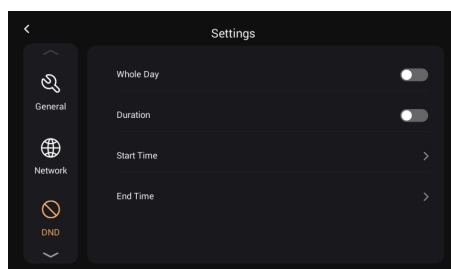 Settings
General
Network
DND
Whole Day
Duration
Start Time
End Time